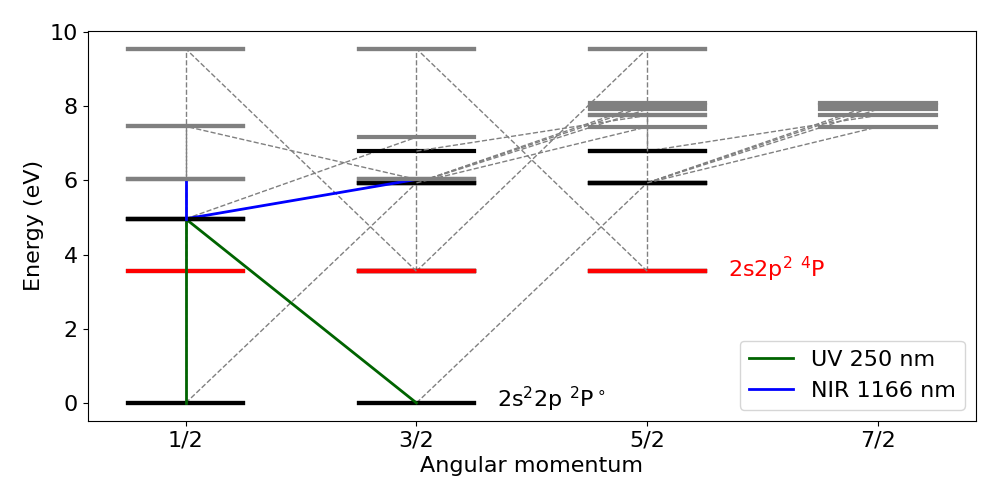 10
8
6
4
2
0
Energy (eV)
2s2p² ⁴P
2s²2p ²P°
UV 250 nm
NIR 1166 nm
1/2 3/2 5/2 7/2
Angular momentum